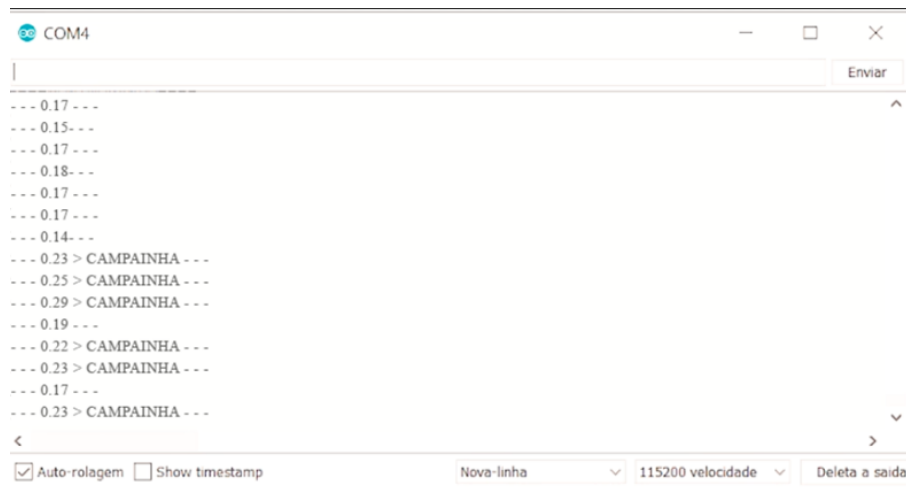 COM4
Enviar
- - - 0.17 - - -
- - - 0.15- - -
- - - 0.17 - - -
- - - 0.18- - -
- - - 0.17 - - -
- - - 0.17 - - -
- - - 0.14- - -
- - - 0.23 > CAMPAINHA - - -
- - - 0.25 > CAMPAINHA - - -
- - - 0.29 > CAMPAINHA - - -
- - - 0.19 - - -
- - - 0.22 > CAMPAINHA - - -
- - - 0.23 > CAMPAINHA - - -
- - - 0.17 - - -
- - - 0.23 > CAMPAINHA - - -
Auto-rolagem Show timestamp Nova-linha 115200 velocidade Deleta a saida